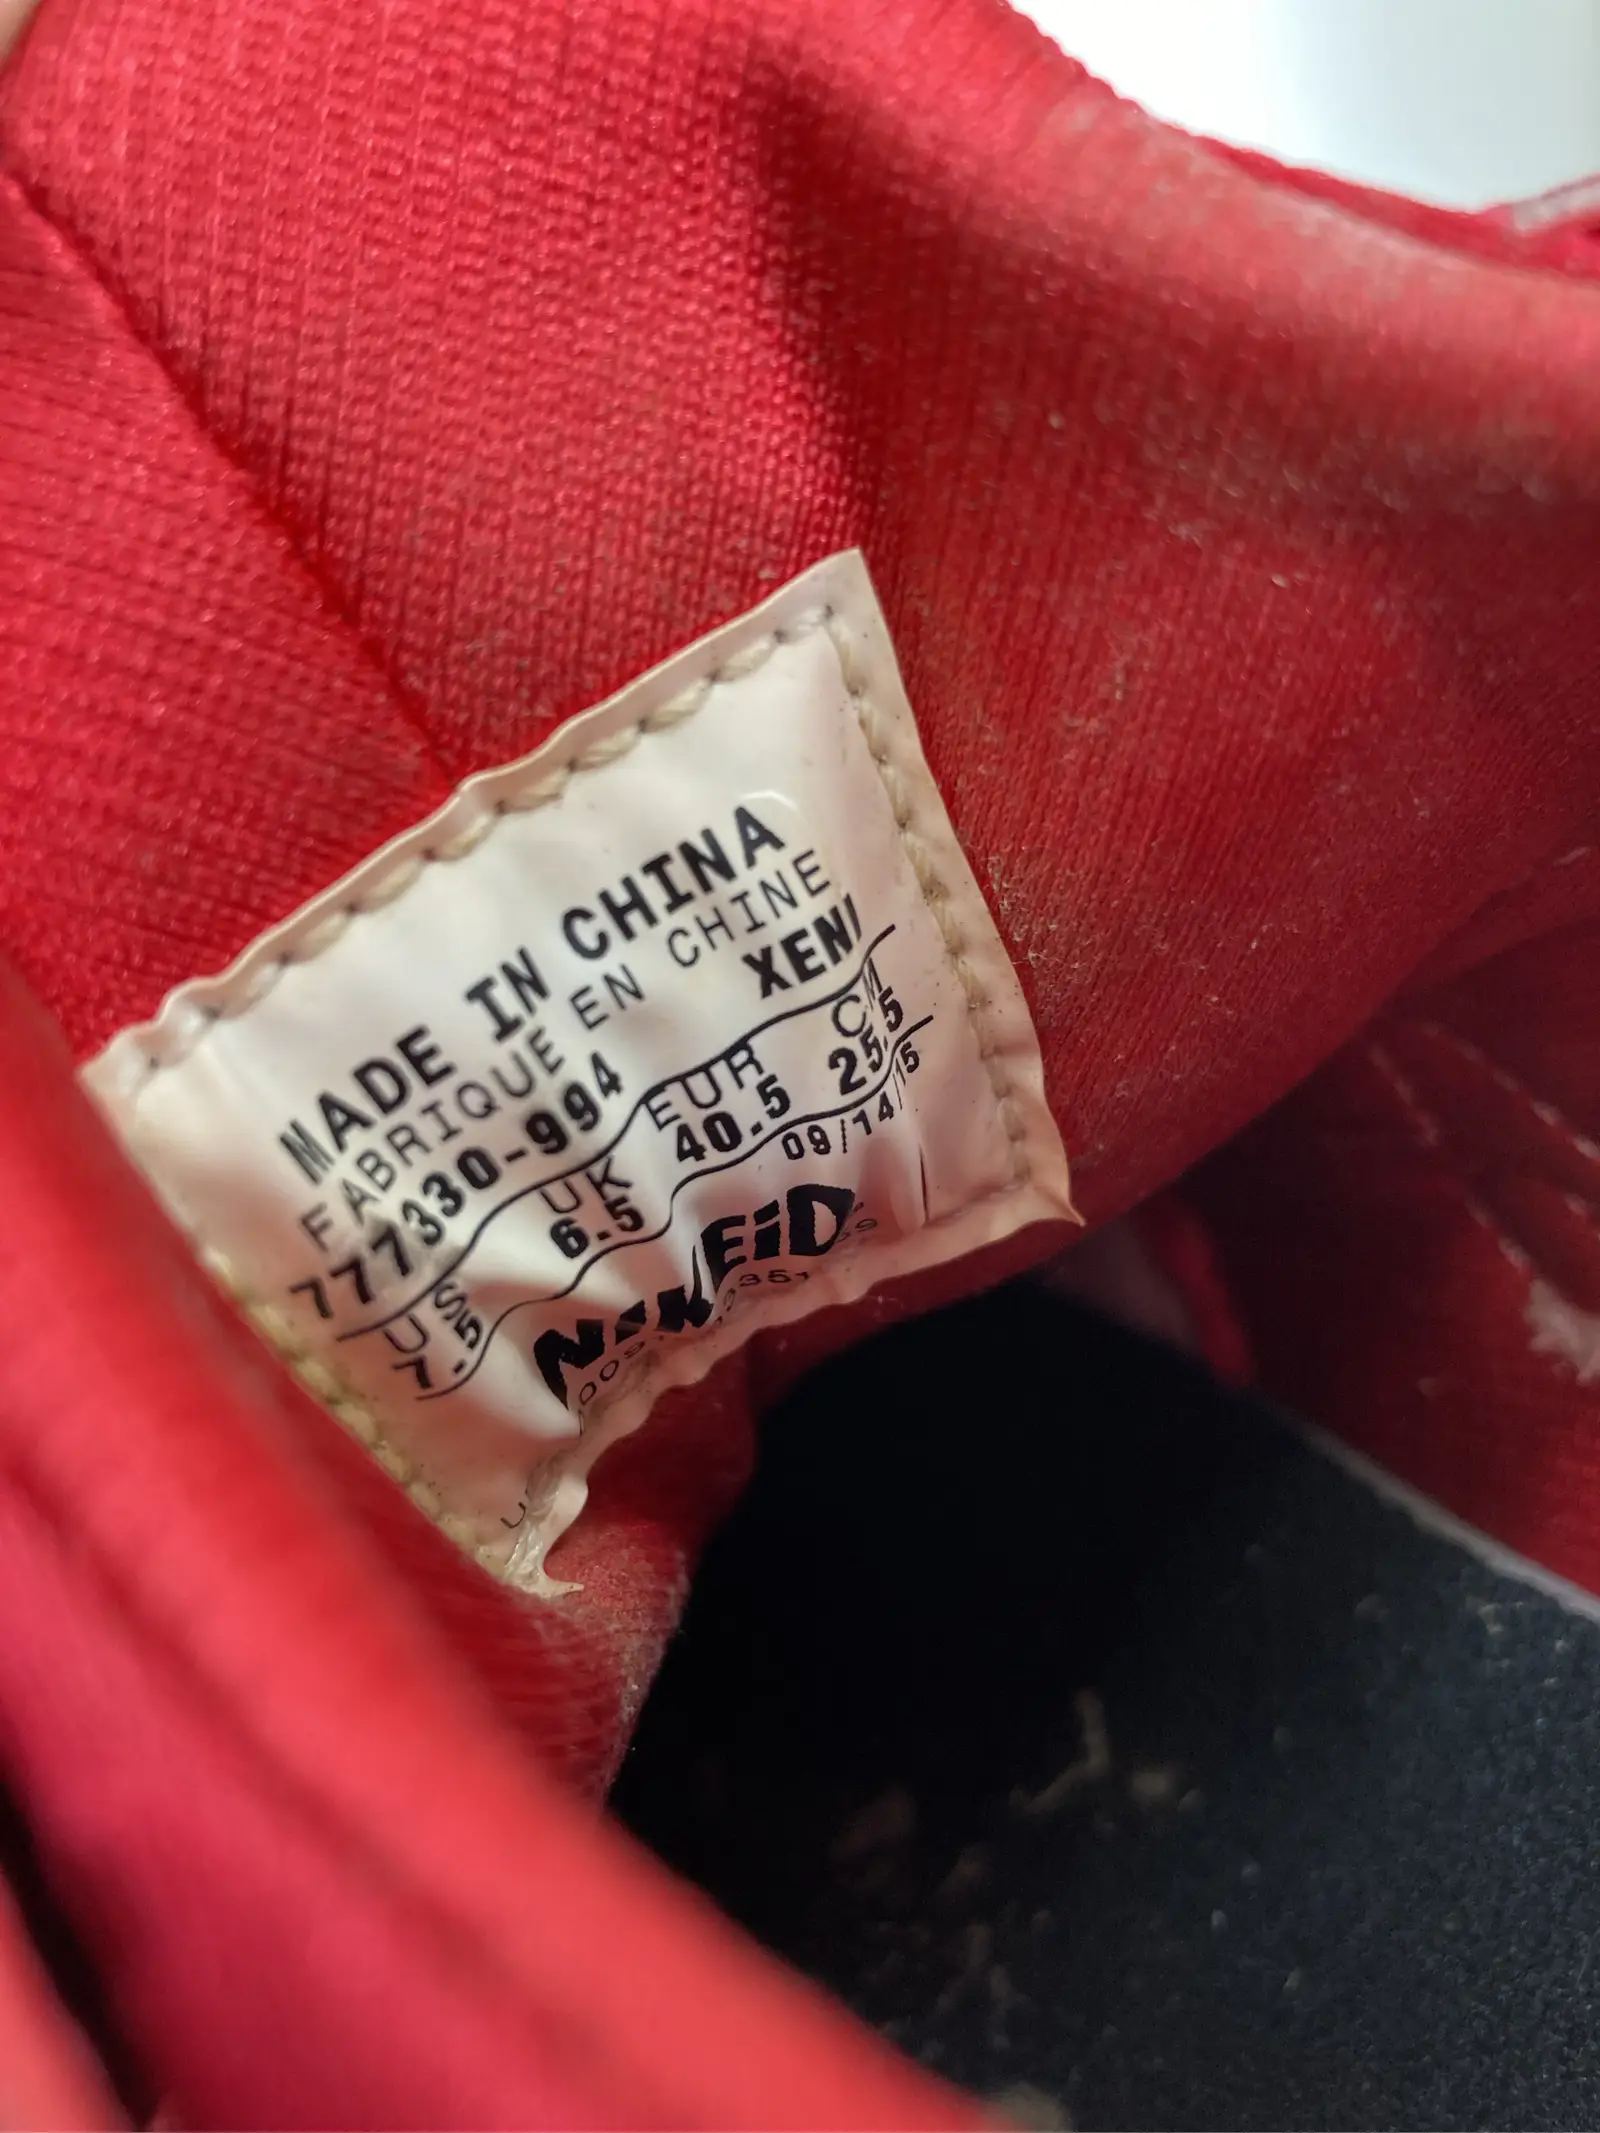 MADE IN CHINA
FABRIQUE EN CHINE
777330-994 XEN
US UK EUR CM
7.5 6.5 40.5 25.5
09/14/15
NiKEiD